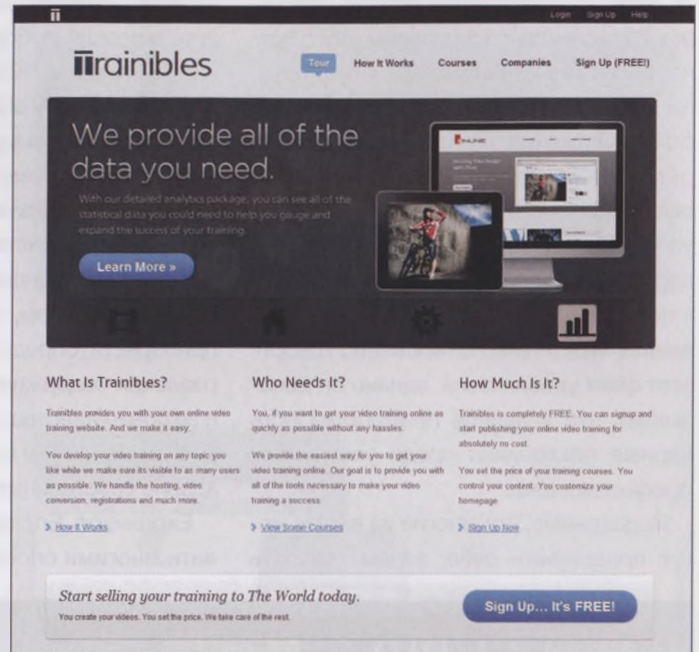 Login Sign Up Help
Trainibles
Tour How It Works Courses Companies Sign Up (FREE!)
We provide all of the
data you need.
With our detailed analytics package, you can see all of the
statistical data you could need to help you gauge and
expand the success of your training.
Learn More »
What Is Trainibles?
Trainibles provides you with your own online video
training website. And we make it easy.
You develop your video training on any topic you
like while we make sure its visible to as many users
as possible. We handle the hosting, video
conversion, registrations and much more.
How It Works
Who Needs It?
You, if you want to get your video training online as
quickly as possible without any hassles.
We provide the easiest way for you to get your
video training online. Our goal is to provide you with
all of the tools necessary to make your video
training a success.
View Some Courses
How Much Is It?
Trainibles is completely FREE. You can signup and
start publishing your online video training for
absolutely no cost.
You set the price of your training courses. You
control your content. You customize your
homepage.
Sign Up Now
Start selling your training to The World today.
You create your videos. You set the price. We take care of the rest.
Sign Up... It's FREE!